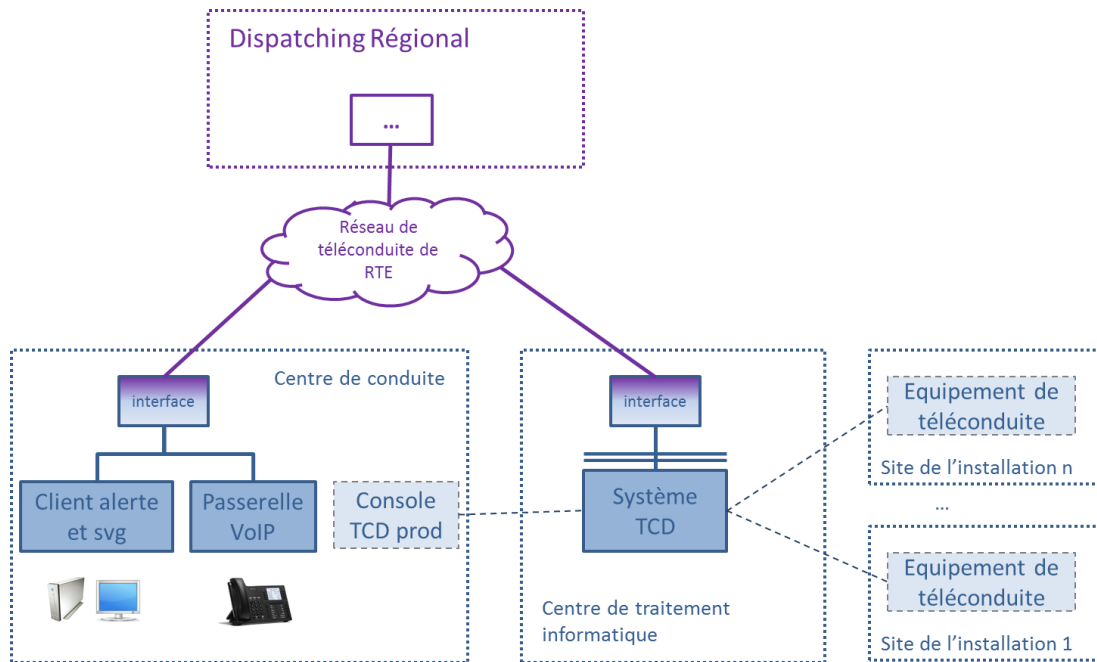 Dispatching Régional
...
Réseau de
téléconduite de
RTE
Centre de conduite
interface
Client alerte
et svg
Passerelle
VoIP
Console
TCD prod
interface
Système
TCD
Centre de traitement
informatique
Equipement de
téléconduite
Site de l'installation n
...
Equipement de
téléconduite
Site de l'installation 1